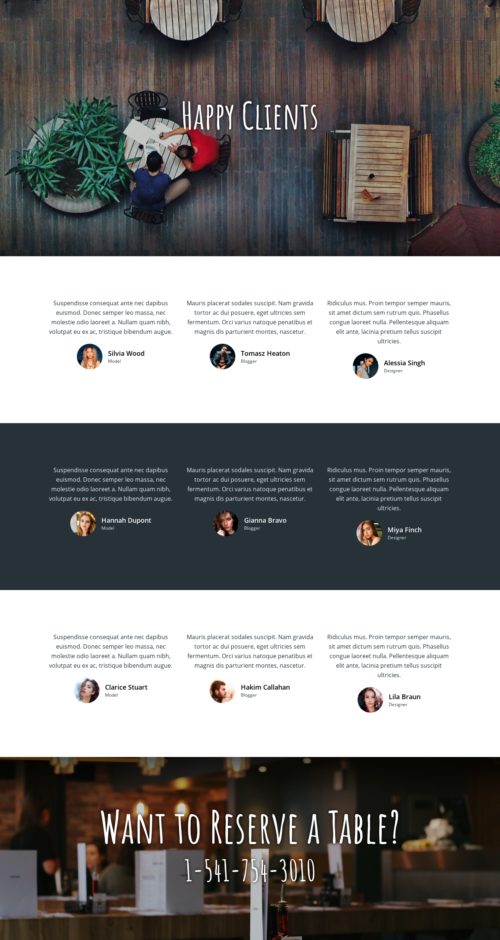 Happy Clients
Suspendisse consequat ante nec dapibus
euismod. Donec semper leo massa, nec
molestie odio laoreet a. Nullam quam nibh,
volutpat eu ex ac, tristique bibendum augue.
Silvia Wood
Model
Mauris placerat sodales suscipit. Nam gravida
tortor ac dui posuere, eget ultricies sem
fermentum. Orci varius natoque penatibus et
magnis dis parturient montes, nascetur.
Tomasz Heaton
Blogger
Ridiculus mus. Proin tempor semper mauris,
sit amet dictum sem rutrum quis. Phasellus
congue laoreet nulla. Pellentesque aliquam
elit ante, lacinia pretium tellus suscipit
ultricies.
Alessia Singh
Designer
Suspendisse consequat ante nec dapibus
euismod. Donec semper leo massa, nec
molestie odio laoreet a. Nullam quam nibh,
volutpat eu ex ac, tristique bibendum augue.
Hannah Dupont
Model
Mauris placerat sodales suscipit. Nam gravida
tortor ac dui posuere, eget ultricies sem
fermentum. Orci varius natoque penatibus et
magnis dis parturient montes, nascetur.
Gianna Bravo
Blogger
Ridiculus mus. Proin tempor semper mauris,
sit amet dictum sem rutrum quis. Phasellus
congue laoreet nulla. Pellentesque aliquam
elit ante, lacinia pretium tellus suscipit
ultricies.
Miya Finch
Designer
Suspendisse consequat ante nec dapibus
euismod. Donec semper leo massa, nec
molestie odio laoreet a. Nullam quam nibh,
volutpat eu ex ac, tristique bibendum augue.
Clarice Stuart
Model
Mauris placerat sodales suscipit. Nam gravida
tortor ac dui posuere, eget ultricies sem
fermentum. Orci varius natoque penatibus et
magnis dis parturient montes, nascetur.
Hakim Callahan
Blogger
Ridiculus mus. Proin tempor semper mauris,
sit amet dictum sem rutrum quis. Phasellus
congue laoreet nulla. Pellentesque aliquam
elit ante, lacinia pretium tellus suscipit
ultricies.
Lila Braun
Designer
Want to Reserve a Table?
1-541-754-3010